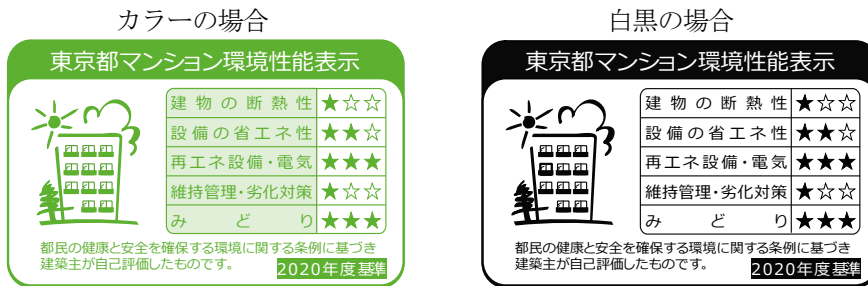 カラーの場合
東京都マンション環境性能表示
建物の断熱性★☆☆
設備の省エネ性★★☆
再エネ設備・電気★★★
維持管理・劣化対策★☆☆
みどり★★★
都民の健康と安全を確保する環境に関する条例に基づき
建築主が自己評価したものです。
2020年度基準
白黒の場合
東京都マンション環境性能表示
建物の断熱性★☆☆
設備の省エネ性★★☆
再エネ設備・電気★★★
維持管理・劣化対策★☆☆
みどり★★★
都民の健康と安全を確保する環境に関する条例に基づき
建築主が自己評価したものです。
2020年度基準